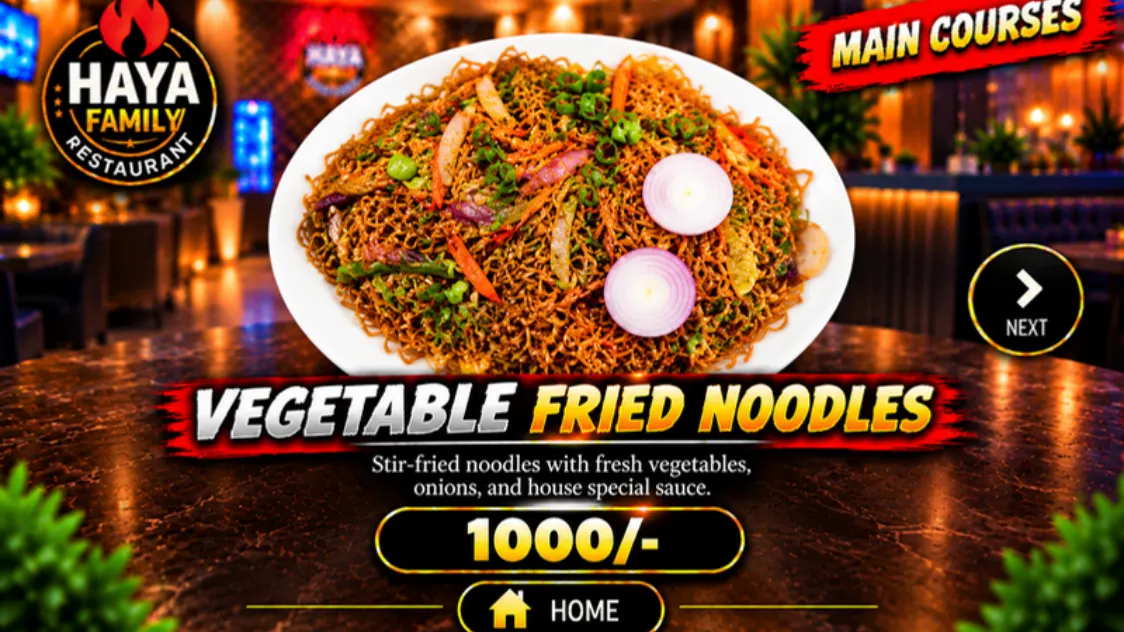 HAYA
FAMILY
RESTAURANT
HAYA
MAIN COURSES
NEXT
VEGETABLE FRIED NOODLES
Stir-fried noodles with fresh vegetables,
onions, and house special sauce.
1000/-
HOME